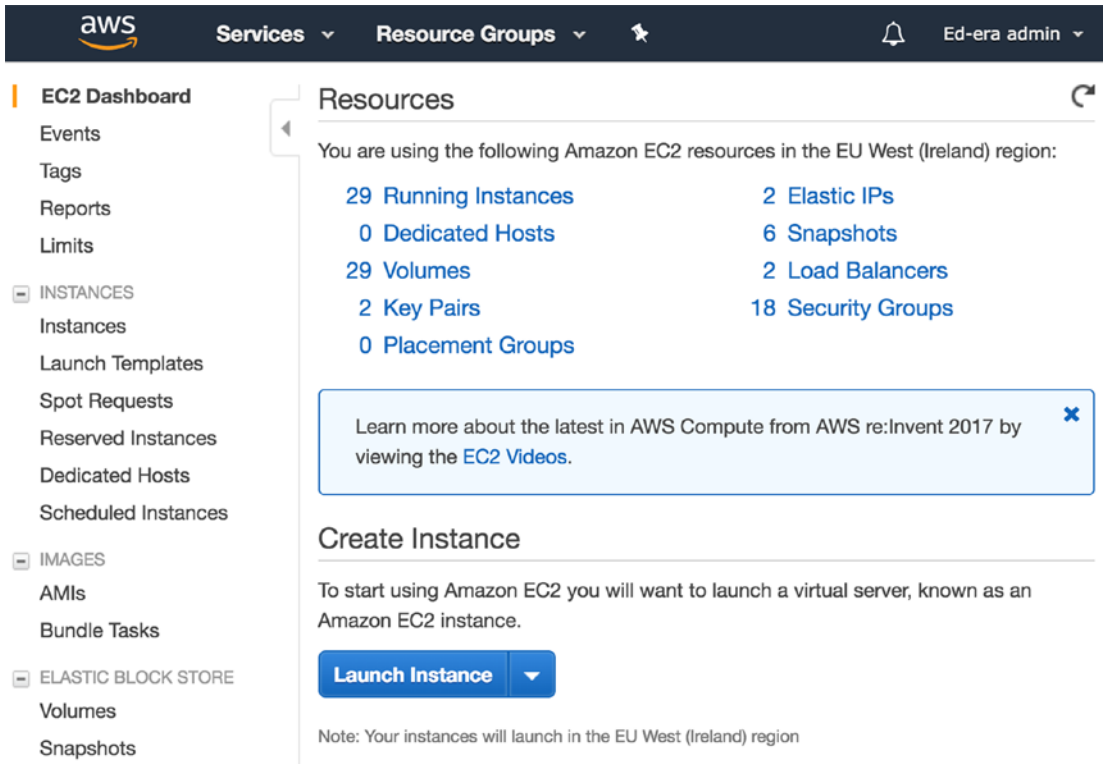 aws Services Resource Groups Ed-era admin
EC2 Dashboard
Events
Tags
Reports
Limits
INSTANCES
Instances
Launch Templates
Spot Requests
Reserved Instances
Dedicated Hosts
Scheduled Instances
IMAGES
AMIs
Bundle Tasks
ELASTIC BLOCK STORE
Volumes
Snapshots
Resources
You are using the following Amazon EC2 resources in the EU West (Ireland) region:
29 Running Instances
0 Dedicated Hosts
29 Volumes
2 Key Pairs
0 Placement Groups
2 Elastic IPs
6 Snapshots
2 Load Balancers
18 Security Groups
Learn more about the latest in AWS Compute from AWS re:Invent 2017 by
viewing the EC2 Videos.
Create Instance
To start using Amazon EC2 you will want to launch a virtual server, known as an
Amazon EC2 instance.
Launch Instance
Note: Your instances will launch in the EU West (Ireland) region